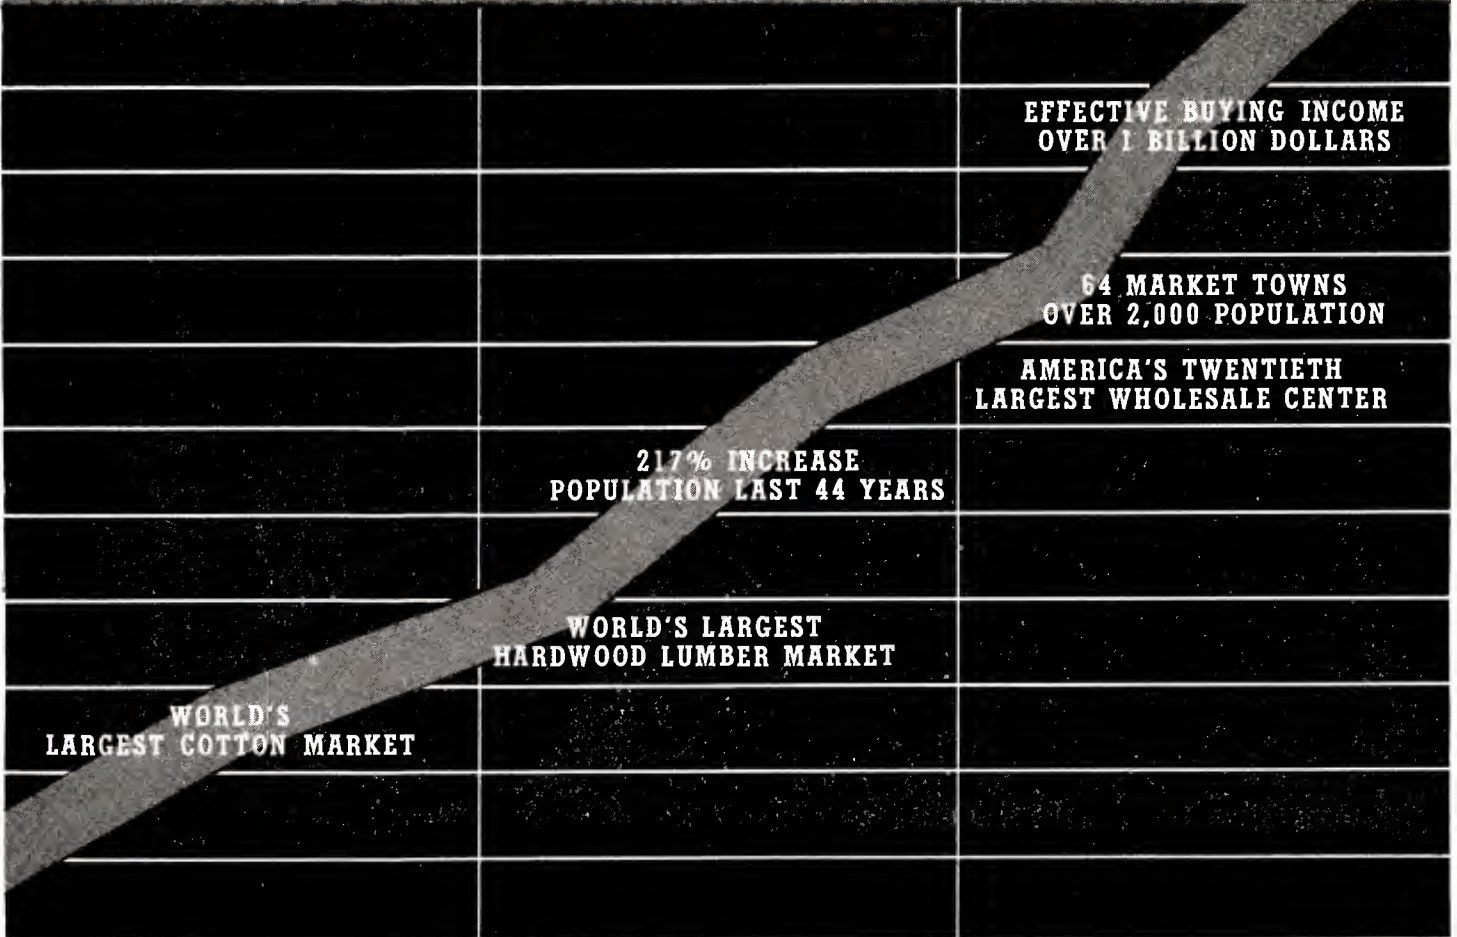 EFFECTIVE BUYING INCOME
OVER 1 BILLION DOLLARS
64 MARKET TOWNS
OVER 2,000 POPULATION
AMERICA'S TWENTIETH
LARGEST WHOLESALE CENTER
217% INCREASE
POPULATION LAST 44 YEARS
WORLD'S LARGEST
HARDWOOD LUMBER MARKET
WORLD'S
LARGEST COTTON MARKET